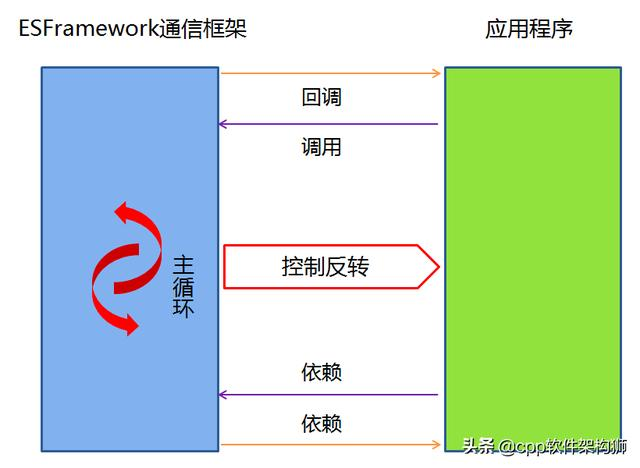 ESFramework通信框架
应用程序
回调
调用
主循环
控制反转
依赖
依赖
头条 @cpp软件架构狮